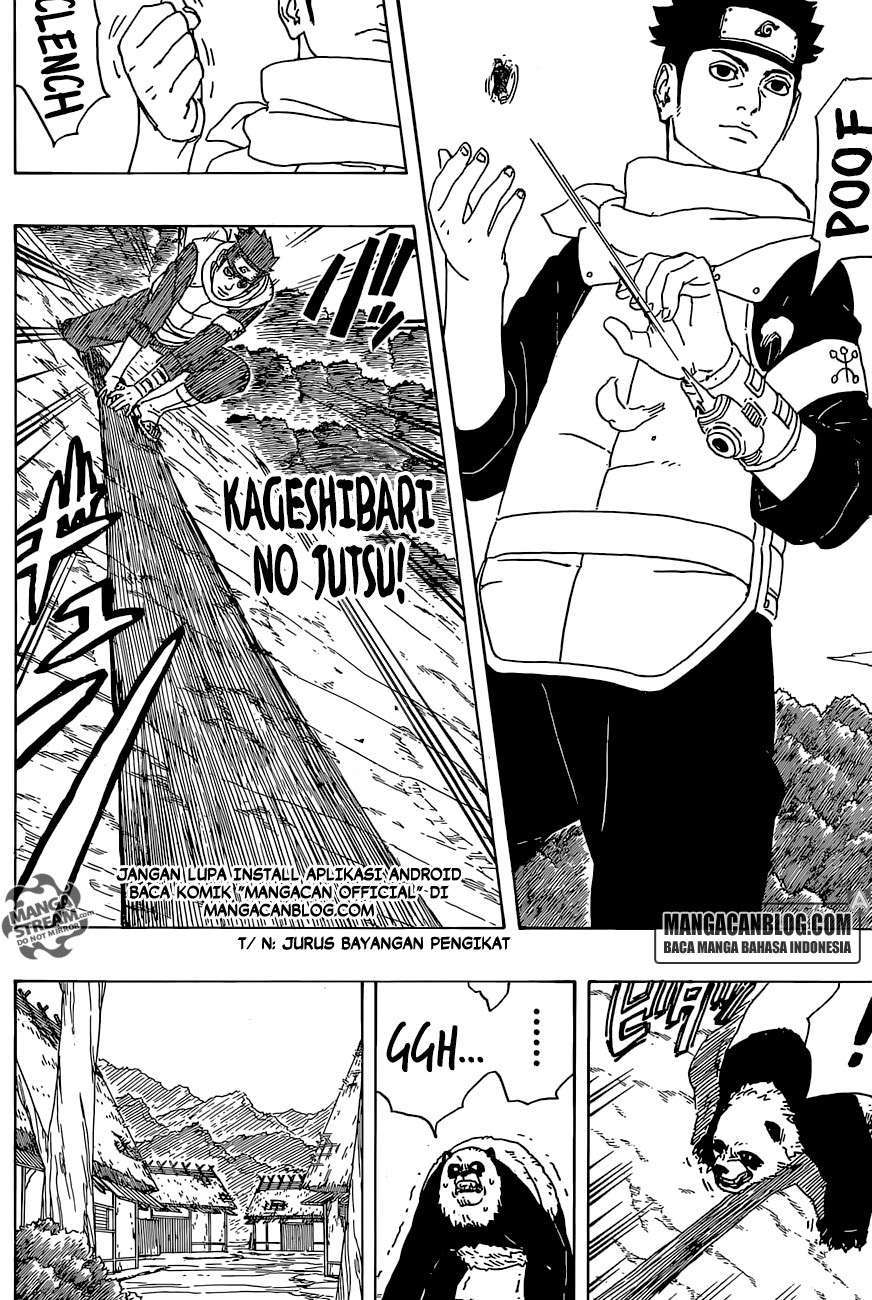 POOF
CLENCH
KAGESHIBARI
NO JUTSU!
JANGAN LUPA INSTALL APLIKASI ANDROID
BACA KOMIK "MANGACAN OFFICIAL" DI
MANGACANBLOG.COM
MANGA
STREAM.com
DO NOT MIRROR
T/ N: JURUS BAYANGAN PENGIKAT
MANGACANBLOG.COM
BACA MANGA BAHASA INDONESIA
!
GGH...